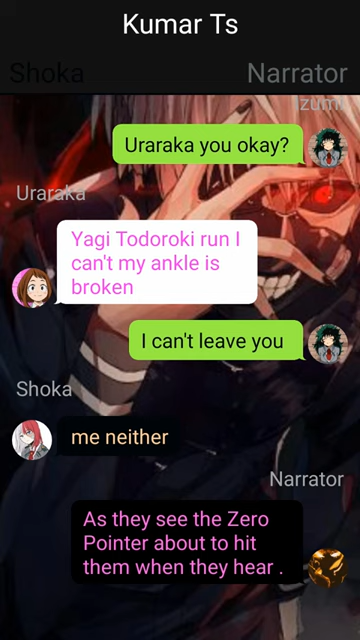 Kumar Ts
Shoka
Narrator
Izumi
Uraraka you okay?
Uraraka
Yagi Todoroki run I
can't my ankle is
broken
I can't leave you
Shoka
me neither
Narrator
As they see the Zero
Pointer about to hit
them when they hear .